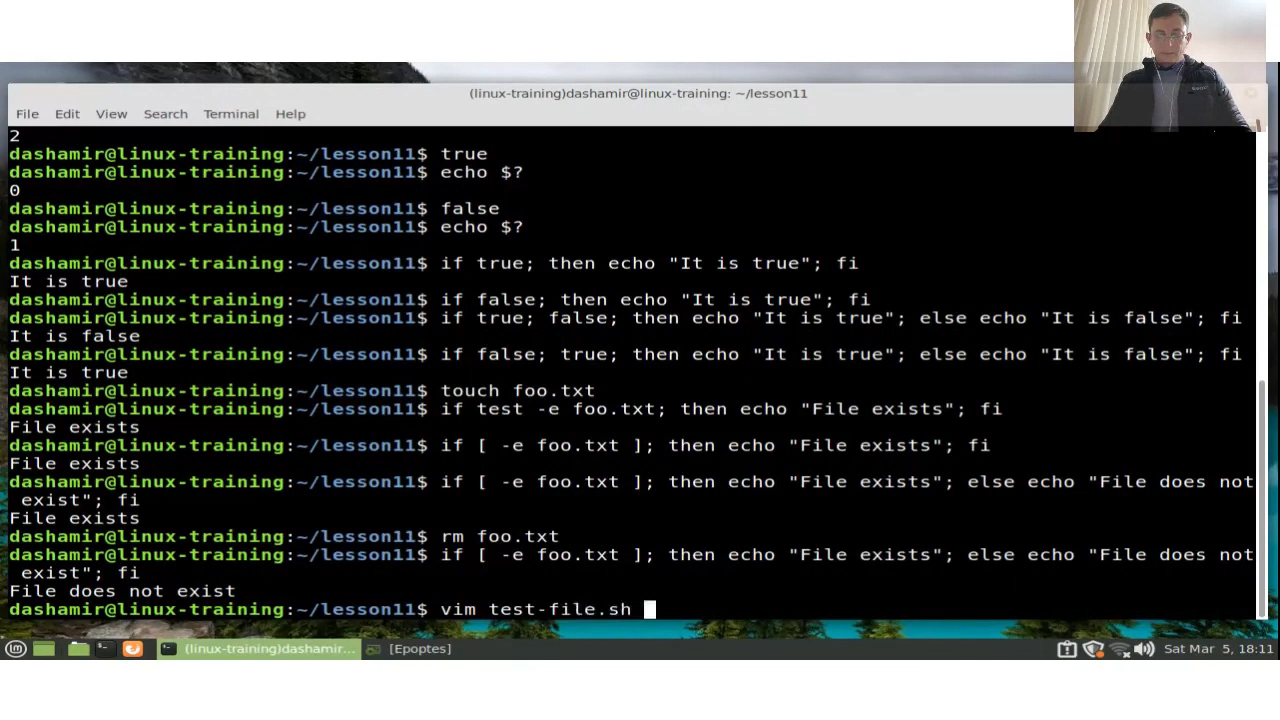 (linux-training)dashamir@linux-training: ~/lesson11
File Edit View Search Terminal Help
2
dashamir@linux-training:~/lesson11$ true
dashamir@linux-training:~/lesson11$ echo $?
0
dashamir@linux-training:~/lesson11$ false
dashamir@linux-training:~/lesson11$ echo $?
1
dashamir@linux-training:~/lesson11$ if true; then echo "It is true"; fi
It is true
dashamir@linux-training:~/lesson11$ if false; then echo "It is true"; fi
dashamir@linux-training:~/lesson11$ if true; false; then echo "It is true"; else echo "It is false"; fi
It is false
dashamir@linux-training:~/lesson11$ if false; true; then echo "It is true"; else echo "It is false"; fi
It is true
dashamir@linux-training:~/lesson11$ touch foo.txt
dashamir@linux-training:~/lesson11$ if test -e foo.txt; then echo "File exists"; fi
File exists
dashamir@linux-training:~/lesson11$ if [ -e foo.txt ]; then echo "File exists"; fi
File exists
dashamir@linux-training:~/lesson11$ if [ -e foo.txt ]; then echo "File exists"; else echo "File does not
 exist"; fi
File exists
dashamir@linux-training:~/lesson11$ rm foo.txt
dashamir@linux-training:~/lesson11$ if [ -e foo.txt ]; then echo "File exists"; else echo "File does not
 exist"; fi
File does not exist
dashamir@linux-training:~/lesson11$ vim test-file.sh
(linux-training)dashamir... [Epoptes] Sat Mar 5, 18:11